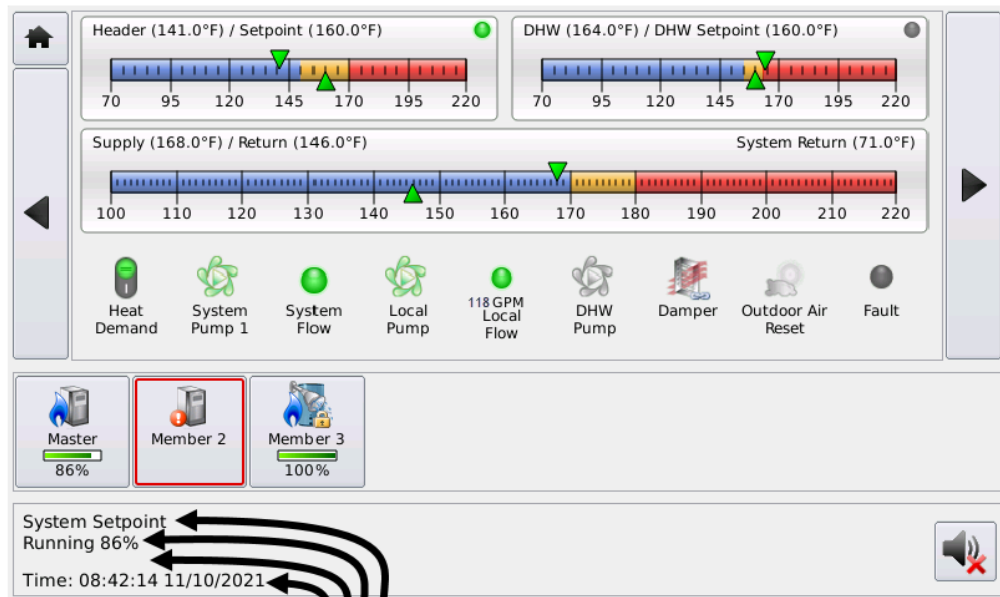 Header (141.0°F) / Setpoint (160.0°F)
70 95 120 145 170 195 220
DHW (164.0°F) / DHW Setpoint (160.0°F)
70 95 120 145 170 195 220
Supply (168.0°F) / Return (146.0°F) System Return (71.0°F)
100 110 120 130 140 150 160 170 180 190 200 210 220
Heat
Demand
System
Pump 1
System
Flow
Local
Pump
118 GPM
Local
Flow
DHW
Pump
Damper
Outdoor Air
Reset
Fault
Master
86%
Member 2
Member 3
100%
System Setpoint
Running 86%
Time: 08:42:14 11/10/2021